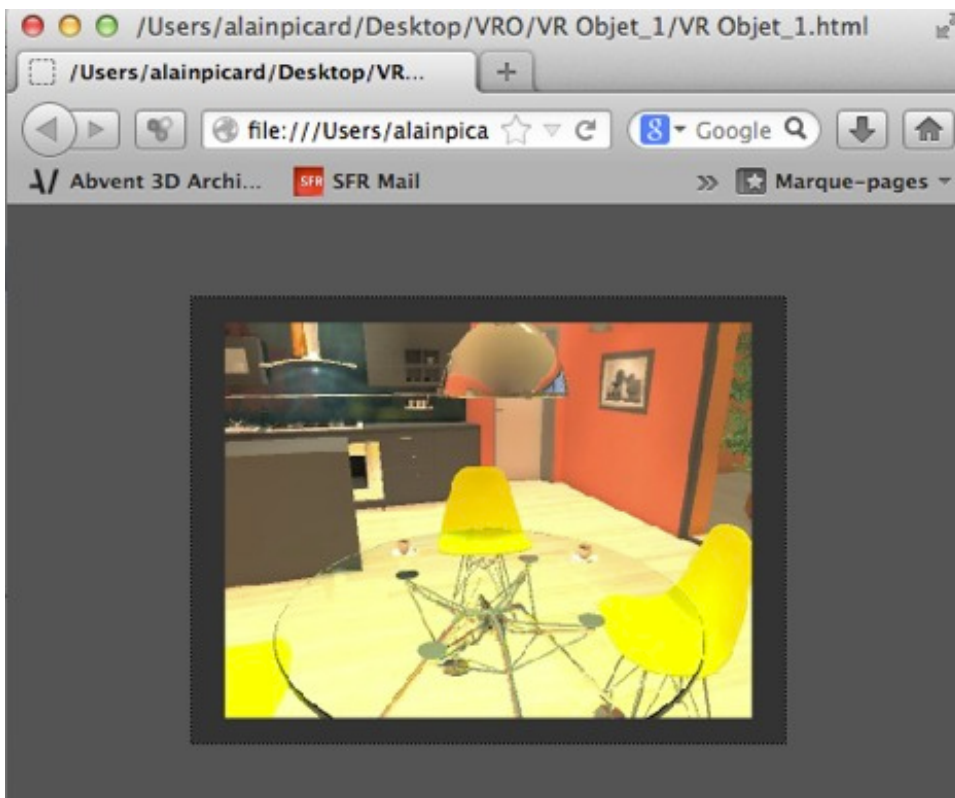 /Users/alainpicard/Desktop/VRO/VR Objet_1/VR Objet_1.html
/Users/alainpicard/Desktop/VR...
file:///Users/alainpica 8 Google
Abvent 3D Archi... SFR SFR Mail Marque-pages